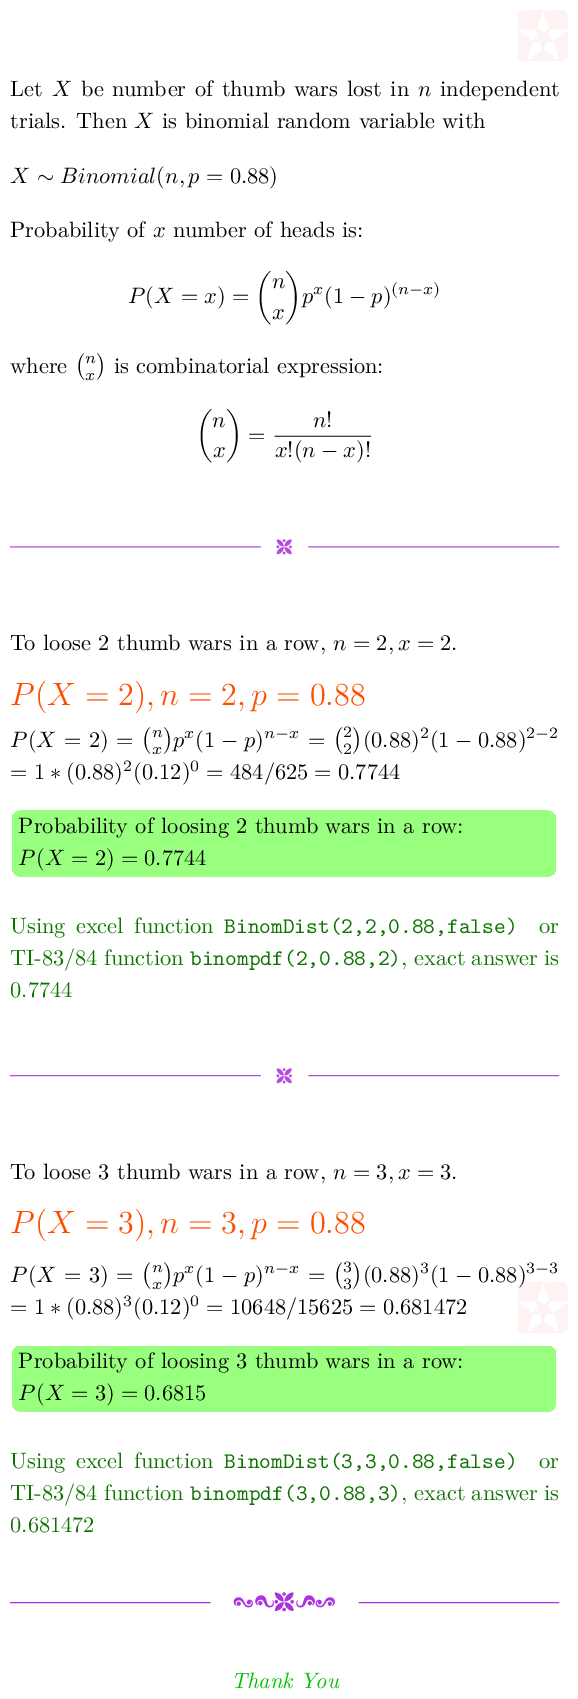 Let X be number of thumb wars lost in n independent
trials. Then X is binomial random variable with
X ∼ Binomial(n, p = 0.88)
Probability of x number of heads is:
P(X = x) = \binom{n}{x} p^x (1 − p)^{(n−x)}
where \binom{n}{x} is combinatorial expression:
\binom{n}{x} = \frac{n!}{x!(n − x)!}
To loose 2 thumb wars in a row, n = 2, x = 2.
P(X = 2), n = 2, p = 0.88
P(X = 2) = \binom{n}{x} p^x (1 − p)^{n−x} = \binom{2}{2} (0.88)^2 (1 − 0.88)^{2−2}
= 1 ∗ (0.88)^2 (0.12)^0 = 484/625 = 0.7744
Probability of loosing 2 thumb wars in a row:
P(X = 2) = 0.7744
Using excel function BinomDist(2,2,0.88,false) or
TI-83/84 function binompdf(2,0.88,2), exact answer is
0.7744
To loose 3 thumb wars in a row, n = 3, x = 3.
P(X = 3), n = 3, p = 0.88
P(X = 3) = \binom{n}{x} p^x (1 − p)^{n−x} = \binom{3}{3} (0.88)^3 (1 − 0.88)^{3−3}
= 1 ∗ (0.88)^3 (0.12)^0 = 10648/15625 = 0.681472
Probability of loosing 3 thumb wars in a row:
P(X = 3) = 0.6815
Using excel function BinomDist(3,3,0.88,false) or
TI-83/84 function binompdf(3,0.88,3), exact answer is
0.681472
Thank You